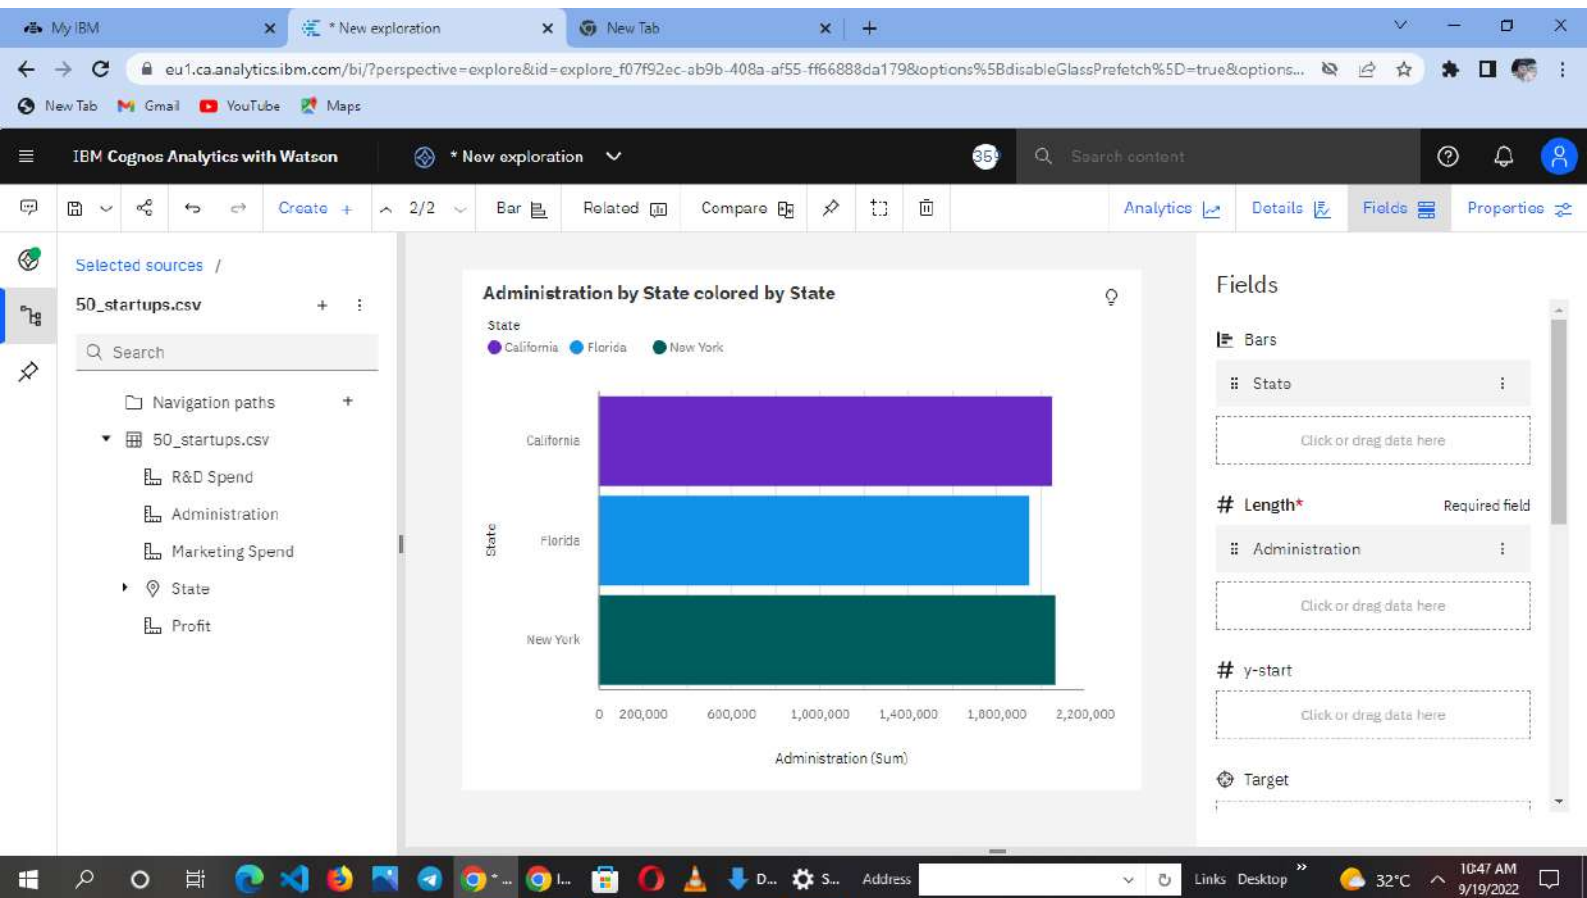 My IBM
* New exploration
New Tab
eu1.ca.analytics.ibm.com/bi/?perspective=explore&id=explore_f07f92ec-ab9b-408a-af55-ff66888da179&options%5BdisableGlassPrefetch%5D=true&options...
New Tab Gmail YouTube Maps
IBM Cognos Analytics with Watson
* New exploration
Search content
Create + 2/2 Bar Related Compare
Analytics Details Fields Properties
Selected sources /
50_startups.csv
Search
Navigation paths
50_startups.csv
R&D Spend
Administration
Marketing Spend
State
Profit
Administration by State colored by State
State
California Florida New York
California
Florida
New York
State
0 200,000 600,000 1,000,000 1,400,000 1,800,000 2,200,000
Administration (Sum)
Fields
Bars
State
Click or drag data here
# Length* Required field
Administration
Click or drag data here
# y-start
Click or drag data here
Target
D... S... Address
Links Desktop
32°C
10:47 AM
9/19/2022